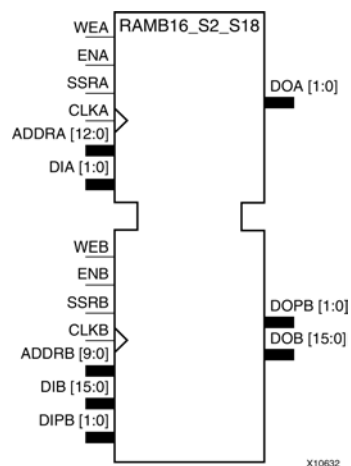 RAMB16_S2_S18
WEA
ENA
SSRA
CLKA
ADDRA [12:0]
DIA [1:0]
DOA [1:0]
WEB
ENB
SSRB
CLKB
ADDRB [9:0]
DIB [15:0]
DIPB [1:0]
DOPB [1:0]
DOB [15:0]
X10632